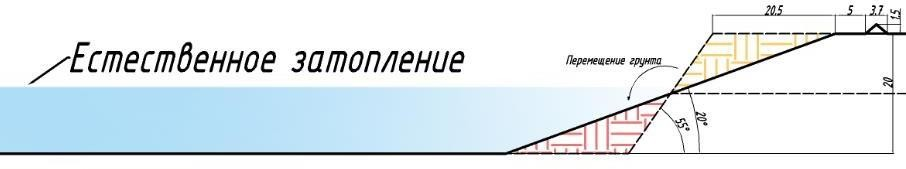 20,5 5 3,7 1,5
Естественное затопление
Перемещение грунта
20
55° 20°